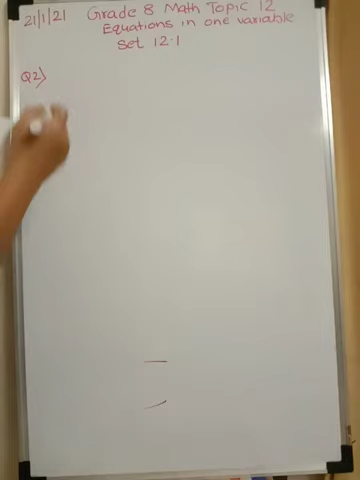 21|1|21 Grade 8 Math Topic 12
Equations in one variable
set 12.1
Q2)